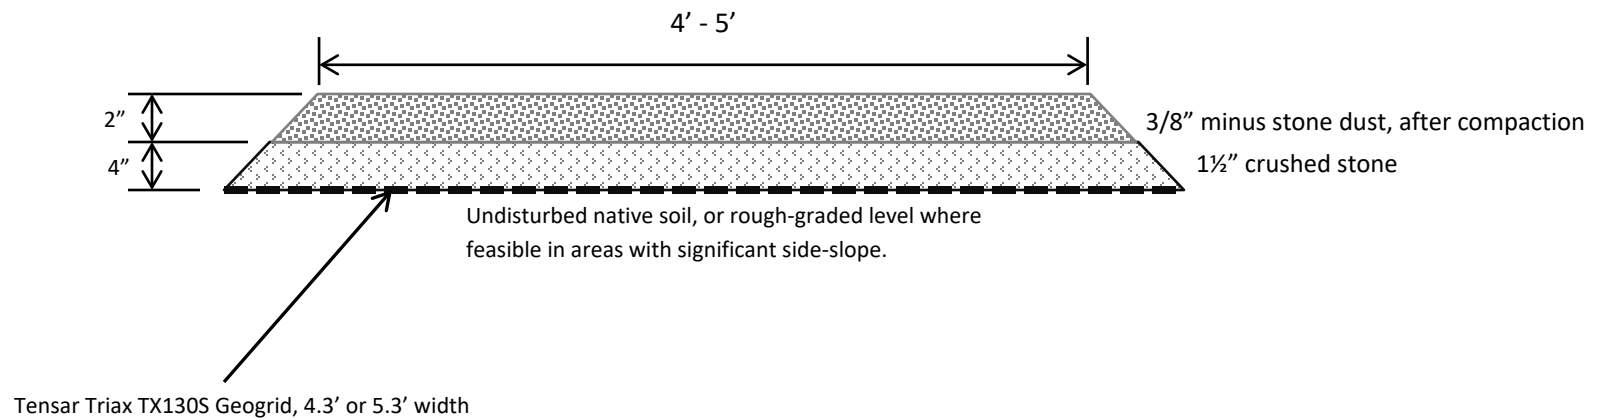 4’ - 5’
2”
3/8” minus stone dust, after compaction
4”
1½” crushed stone
Undisturbed native soil, or rough-graded level where
feasible in areas with significant side-slope.
Tensar Triax TX130S Geogrid, 4.3’ or 5.3’ width